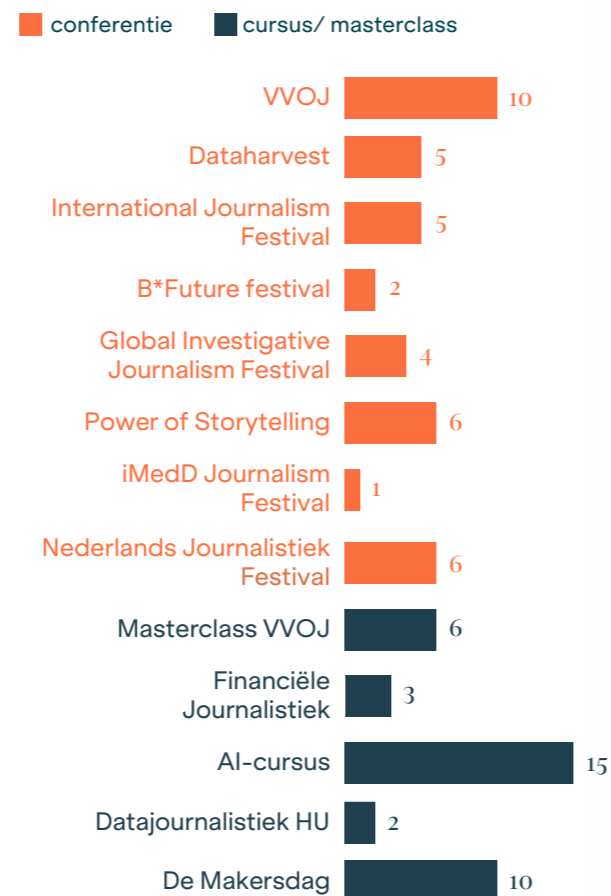 conferentie cursus/ masterclass
VVOJ 10
Dataharvest 5
International Journalism
Festival 5
B*Future festival 2
Global Investigative
Journalism Festival 4
Power of Storytelling 6
iMedD Journalism
Festival 1
Nederlands Journalistiek
Festival 6
Masterclass VVOJ 6
Financiële
Journalistiek 3
AI-cursus 15
Datajournalistiek HU 2
De Makersdag 10